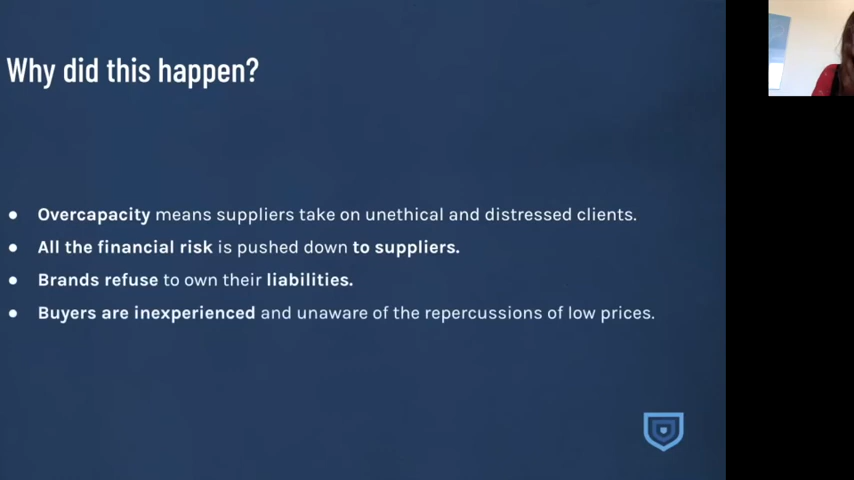 Why did this happen?
● Overcapacity means suppliers take on unethical and distressed clients.
● All the financial risk is pushed down to suppliers.
● Brands refuse to own their liabilities.
● Buyers are inexperienced and unaware of the repercussions of low prices.